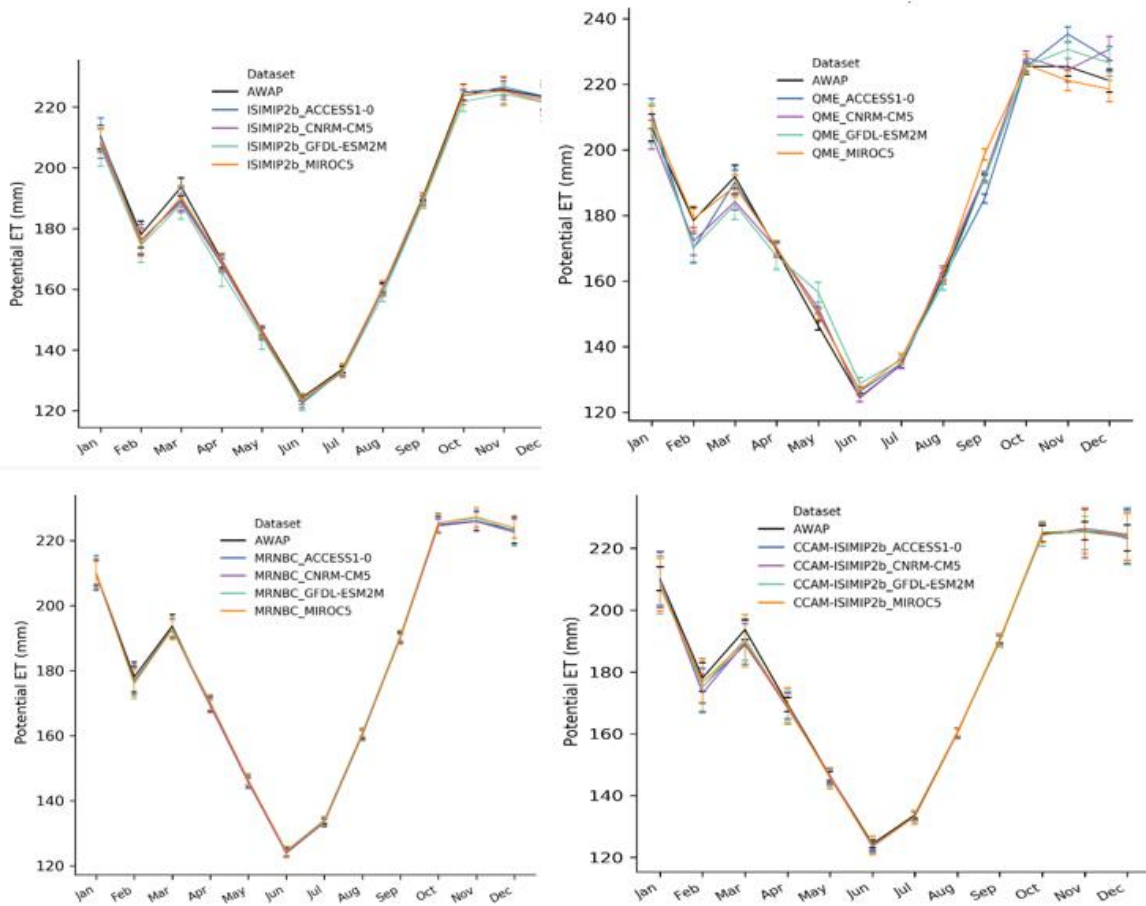 Dataset
AWAP
ISIMIP2b_ACCESS1-0
ISIMIP2b_CNRM-CM5
ISIMIP2b_GFDL-ESM2M
ISIMIP2b_MIROC5
Potential ET (mm)
220
200
180
160
140
120
Jan Feb Mar Apr May Jun Jul Aug Sep Oct Nov Dec
Dataset
AWAP
QME_ACCESS1-0
QME_CNRM-CM5
QME_GFDL-ESM2M
QME_MIROC5
Potential ET (mm)
240
220
200
180
160
140
120
Jan Feb Mar Apr May Jun Jul Aug Sep Oct Nov Dec
Dataset
AWAP
MRNBC_ACCESS1-0
MRNBC_CNRM-CM5
MRNBC_GFDL-ESM2M
MRNBC_MIROC5
Potential ET (mm)
220
200
180
160
140
120
Jan Feb Mar Apr May Jun Jul Aug Sep Oct Nov Dec
Dataset
AWAP
CCAM-ISIMIP2b_ACCESS1-0
CCAM-ISIMIP2b_CNRM-CM5
CCAM-ISIMIP2b_GFDL-ESM2M
CCAM-ISIMIP2b_MIROC5
Potential ET (mm)
220
200
180
160
140
120
Jan Feb Mar Apr May Jun Jul Aug Sep Oct Nov Dec